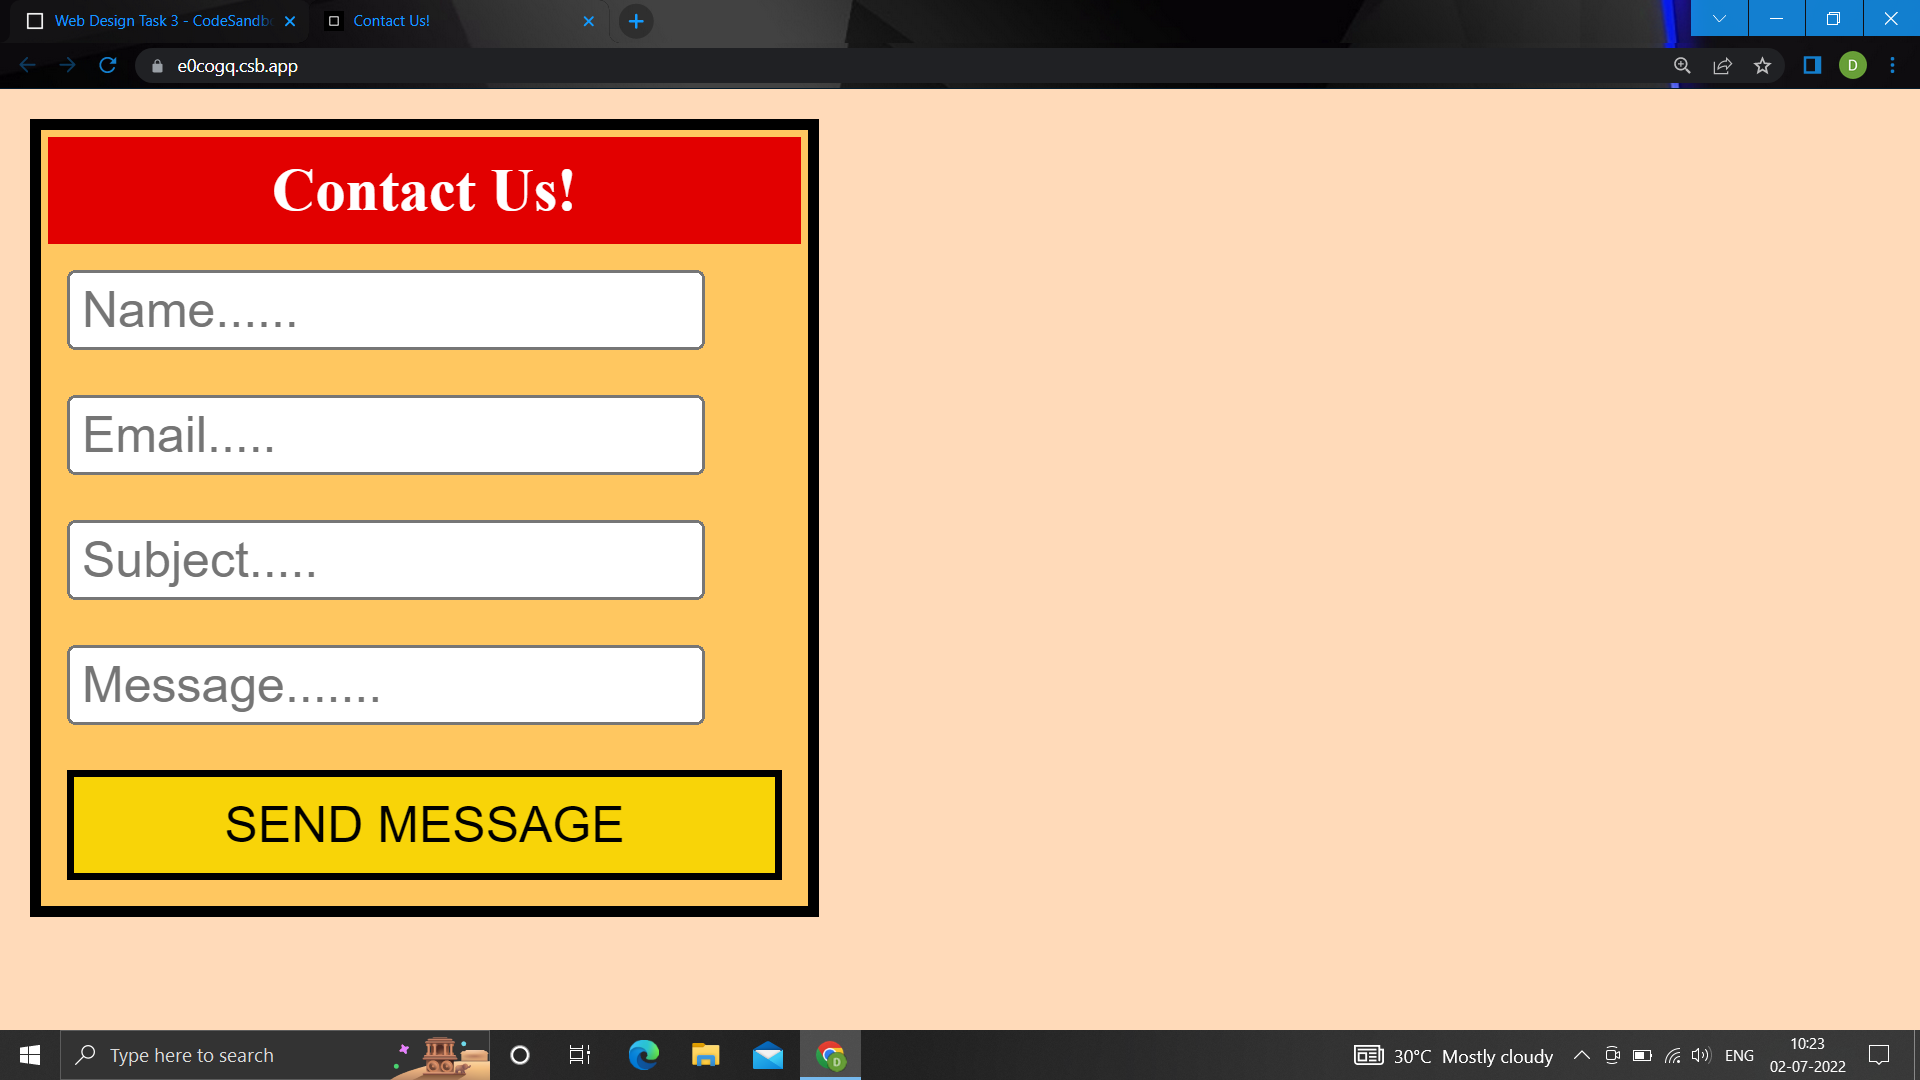 Web Design Task 3 - CodeSandb
Contact Us!
e0cogq.csb.app
D
Contact Us!
Name......
Email.....
Subject.....
Message.......
SEND MESSAGE
Type here to search
D
30°C Mostly cloudy
ENG
10:23
02-07-2022